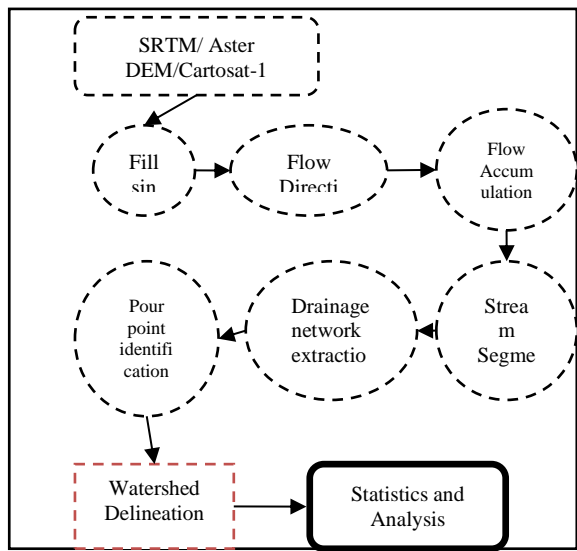 SRTM/ Aster
DEM/Cartosat-1
Fill
sin
Flow
Directi
Flow
Accum
ulation
Strea
m
Segme
Drainage
network
extractio
Pour
point
identifi
cation
Watershed
Delineation
Statistics and
Analysis